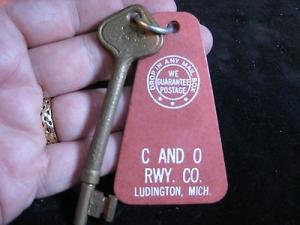 DROP IN ANY MAIL BOX
WE
GUARANTEE
POSTAGE
C AND O
RWY. CO.
LUDINGTON, MICH.